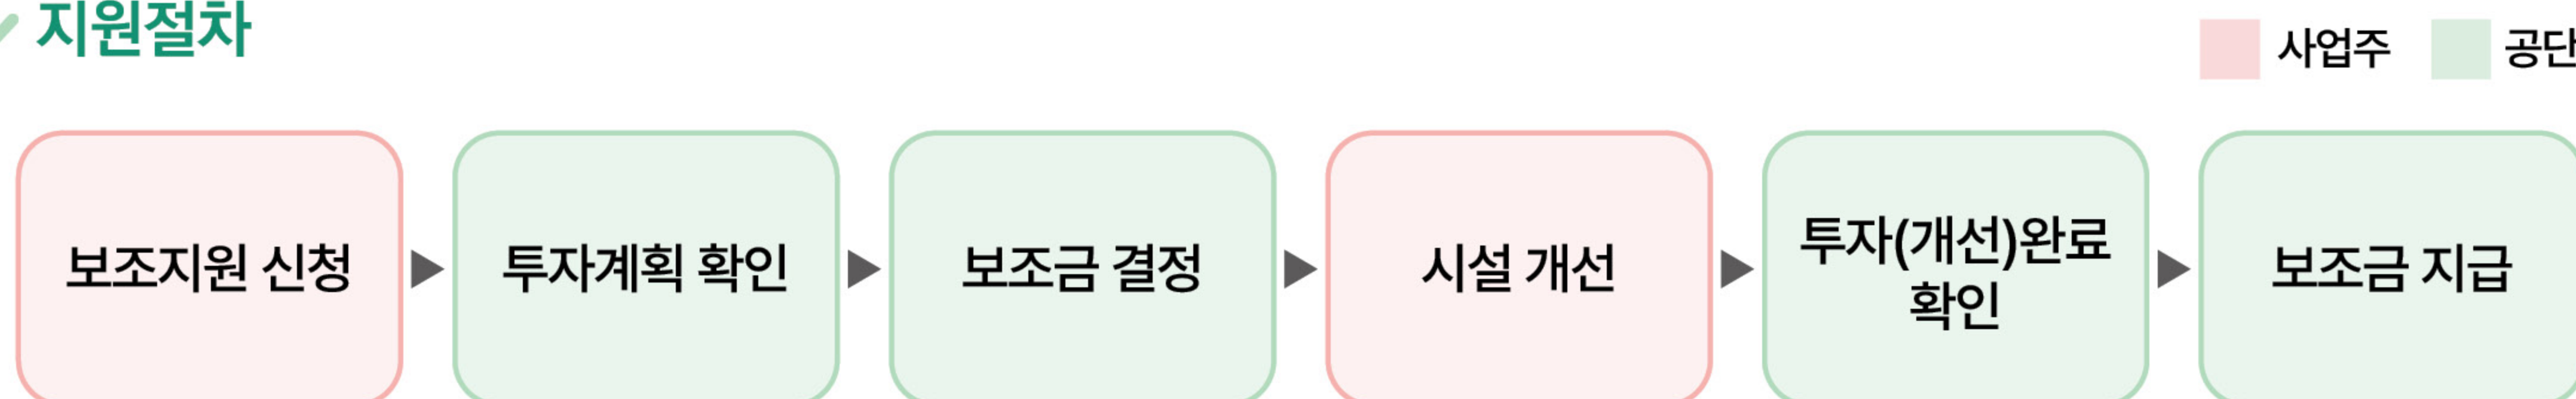 지원절차
사업주
공단
보조지원 신청
투자계획 확인
보조금 결정
시설 개선
투자(개선)완료
확인
보조금 지급